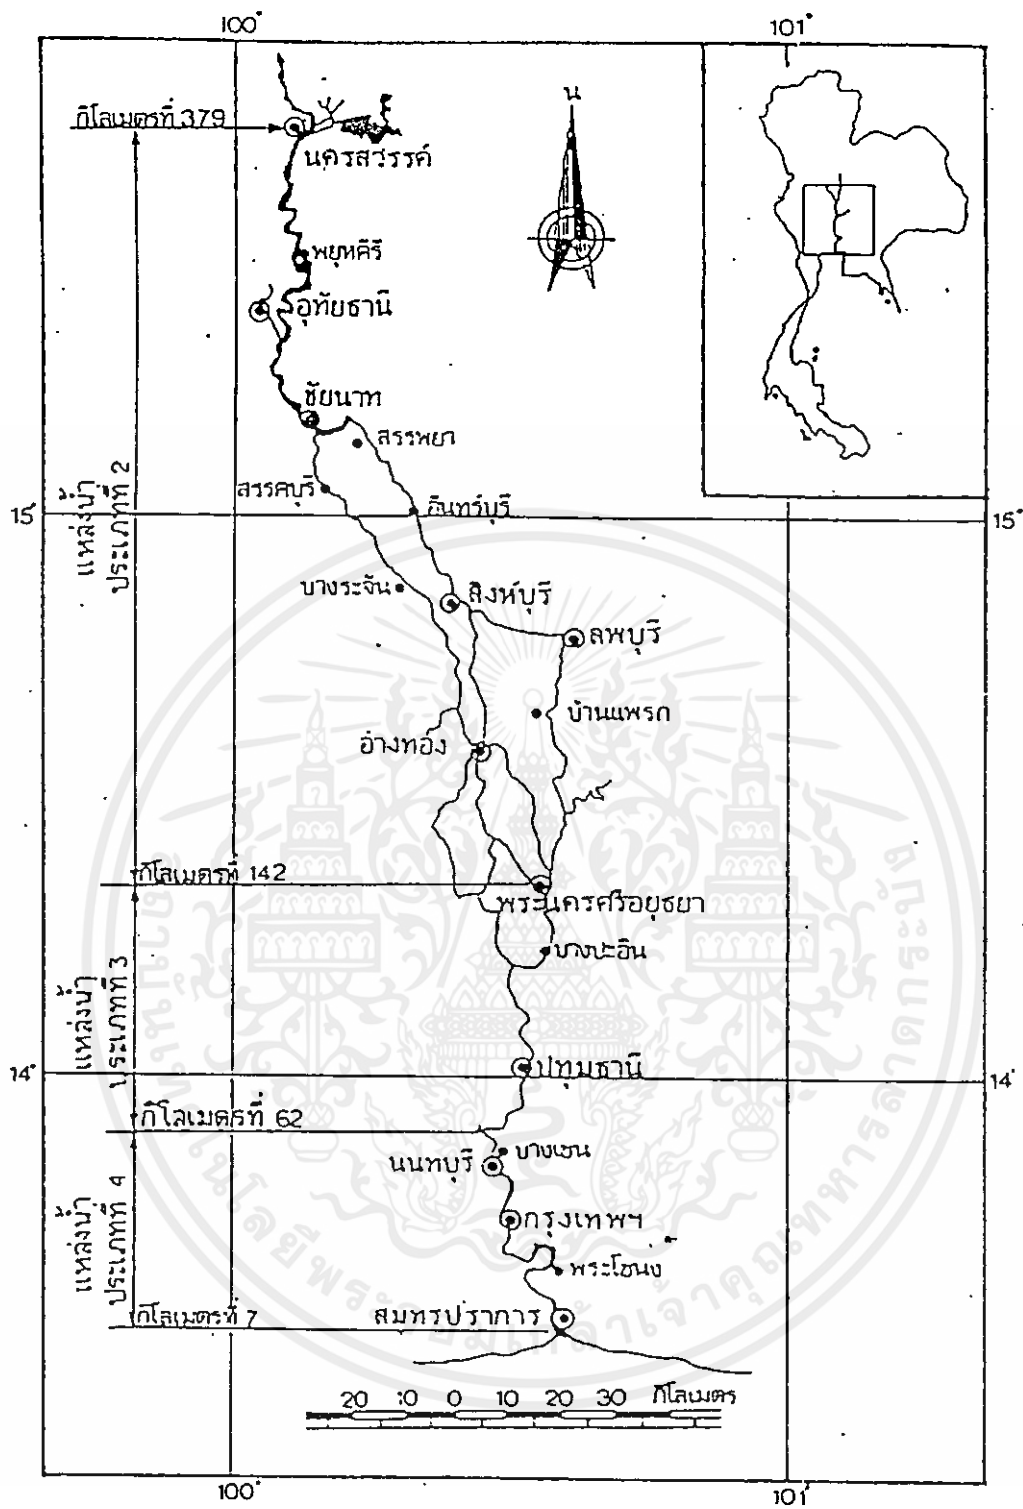 100°
101°
น
กิโลเมตรที่ 379
นครสวรรค์
พยุหคิรี
อุทัยธานี
ชัยนาท
สรรพยา
สรรคบุรี
อินทร์บุรี
15°
15°
แหล่งน้ำ
ประเภทที่ 2
บางระจัน
สิงห์บุรี
ลพบุรี
บ้านแพรก
อ่างทอง
กิโลเมตรที่ 142
พระนครศรีอยุธยา
บางปะอิน
แหล่งน้ำ
ประเภทที่ 3
14°
14°
ปทุมธานี
กิโลเมตรที่ 62
บางเขน
นนทบุรี
แหล่งน้ำ
ประเภทที่ 4
กรุงเทพฯ
พระโขนง
กิโลเมตรที่ 7
สมุทรปราการ
20 10 0 10 20 30 กิโลเมตร
100°
101°